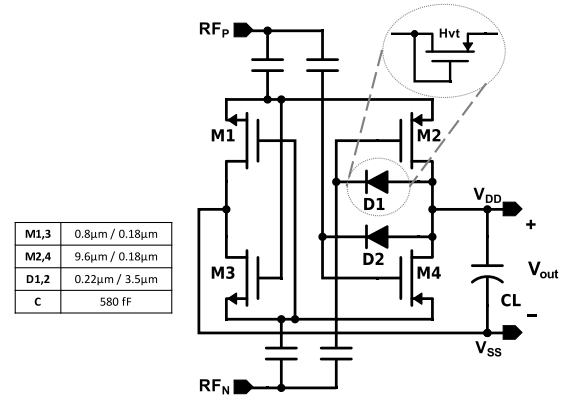 RFP
Hvt
M1
M2
D1
VDD
+
D2
M3
M4
Vout
CL
–
VSS
RFN
M1,3 0.8µm / 0.18µm
M2,4 9.6µm / 0.18µm
D1,2 0.22µm / 3.5µm
C 580 fF